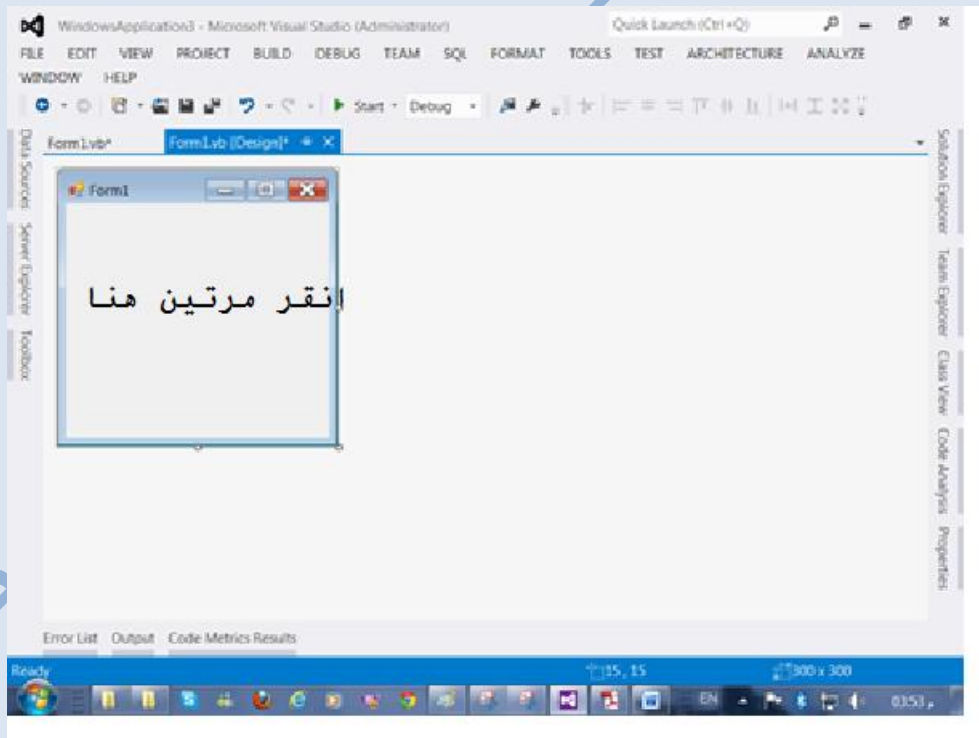 WindowsApplication3 - Microsoft Visual Studio (Administrator)
Quick Launch (Ctrl+Q)
FILE EDIT VIEW PROJECT BUILD DEBUG TEAM SQL FORMAT TOOLS TEST ARCHITECTURE ANALYZE
WINDOW HELP
Start Debug
Form1.vb* Form1.vb [Design]*
Data Sources
Server Explorer
Toolbox
Form1
انقر مرتين هنا
Solution Explorer
Team Explorer
Class View
Code Analysis
Properties
Error List Output Code Metrics Results
Ready 15, 15 300 x 300
EN 03:53 م